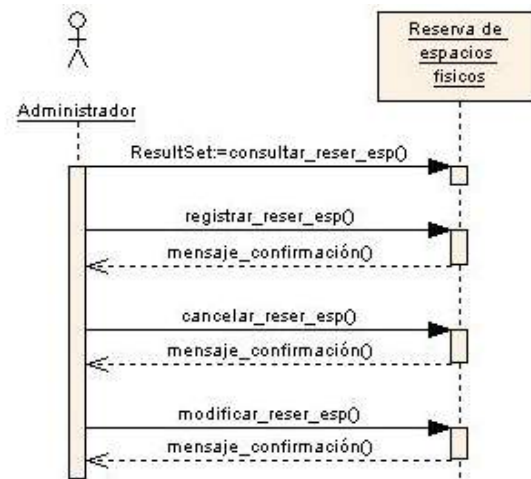 Reserva de
espacios
fisicos
Administrador
ResultSet:=consultar_reser_esp()
registrar_reser_esp()
mensaje_confirmación()
cancelar_reser_esp()
mensaje_confirmación()
modificar_reser_esp()
mensaje_confirmación()